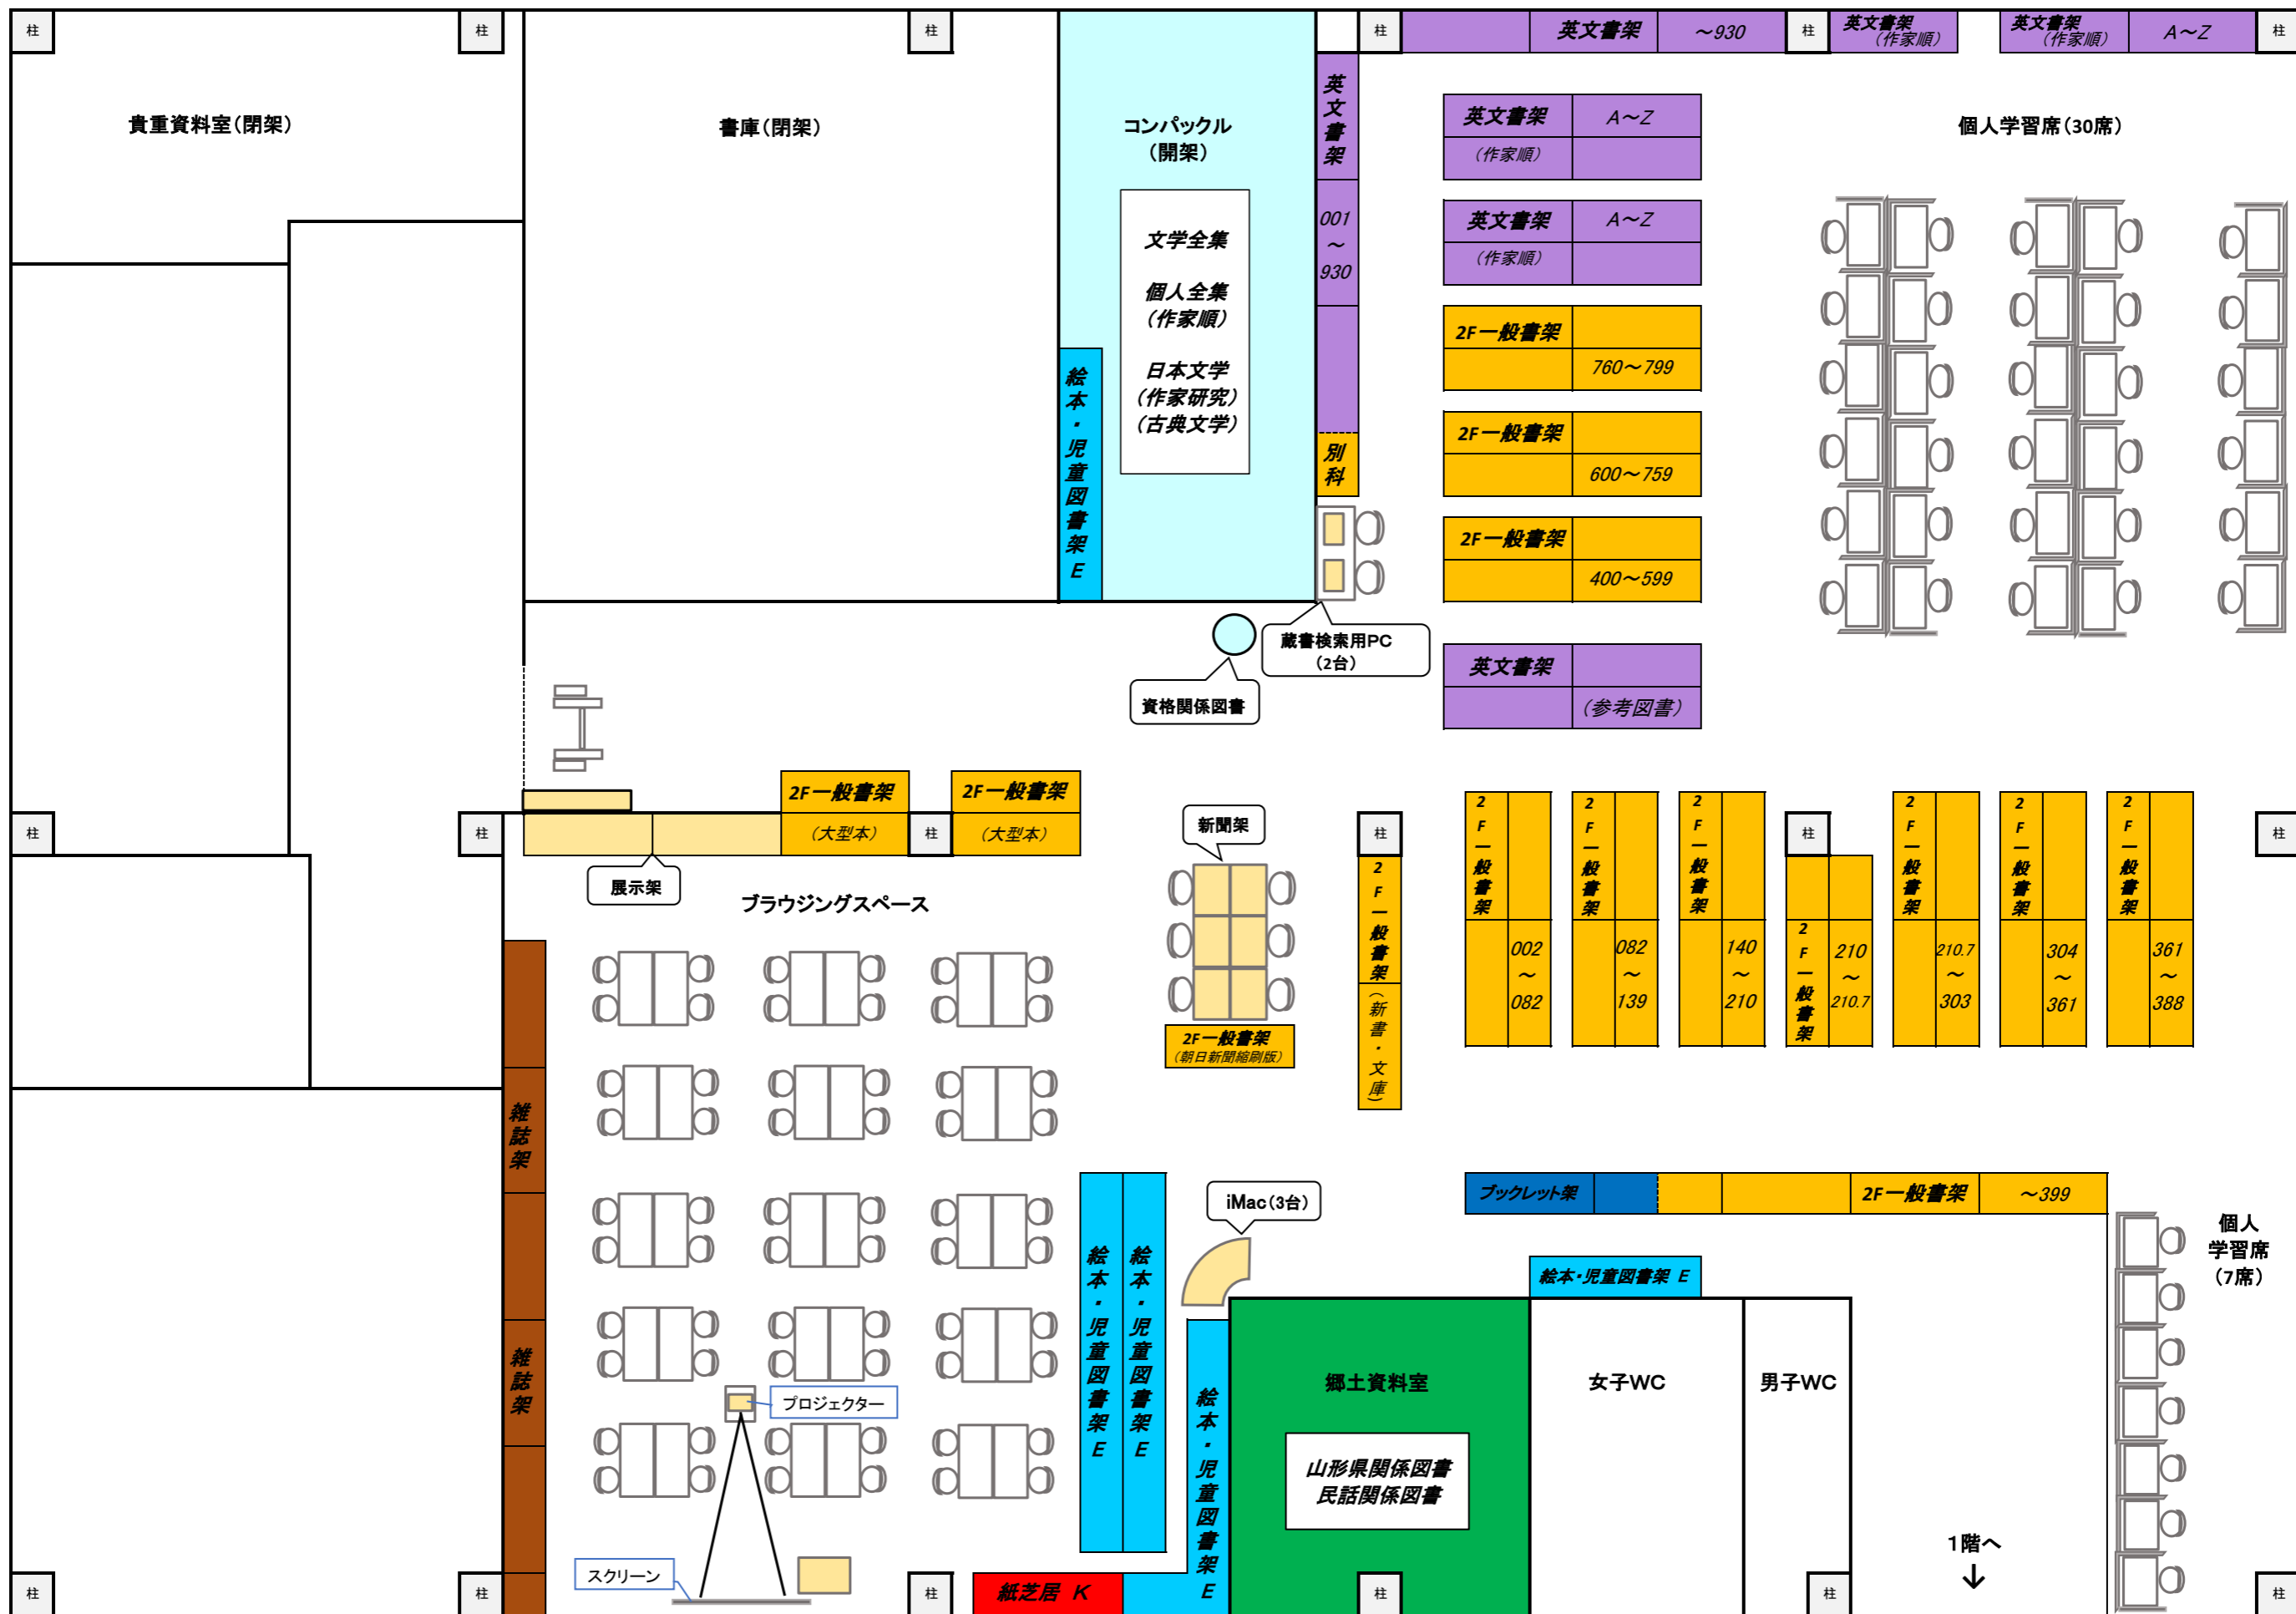 柱
柱
柱
柱
英文書架
～930
柱
英文書架
（作家順）
英文書架
（作家順）
A～Z
柱
貴重資料室（閉架）
書庫（閉架）
コンパックル
（開架）
文学全集
個人全集
（作家順）
日本文学
（作家研究）
（古典文学）
絵本・児童図書架 E
英文書架
001
～
930
別科
英文書架
A～Z
（作家順）
英文書架
A～Z
（作家順）
2F一般書架
760～799
2F一般書架
600～759
2F一般書架
400～599
英文書架
（参考図書）
個人学習席（30席）
蔵書検索用PC
（2台）
資格関係図書
柱
柱
2F一般書架
（大型本）
柱
2F一般書架
（大型本）
展示架
ブラウジングスペース
新聞架
2F一般書架
（朝日新聞縮刷版）
柱
2F一般書架
（新書・文庫）
2F一般書架
002
～
082
2F一般書架
082
～
139
2F一般書架
140
～
210
柱
2F一般書架
210
～
210.7
2F一般書架
210.7
～
303
2F一般書架
304
～
361
2F一般書架
361
～
388
柱
雑誌架
雑誌架
絵本・児童図書架 E
絵本・児童図書架 E
iMac（3台）
絵本・児童図書架 E
ブックレット架
2F一般書架
～399
絵本・児童図書架 E
個人
学習席
（7席）
郷土資料室
山形県関係図書
民話関係図書
女子WC
男子WC
プロジェクター
スクリーン
1階へ
↓
柱
柱
柱
紙芝居 K
柱
柱
柱